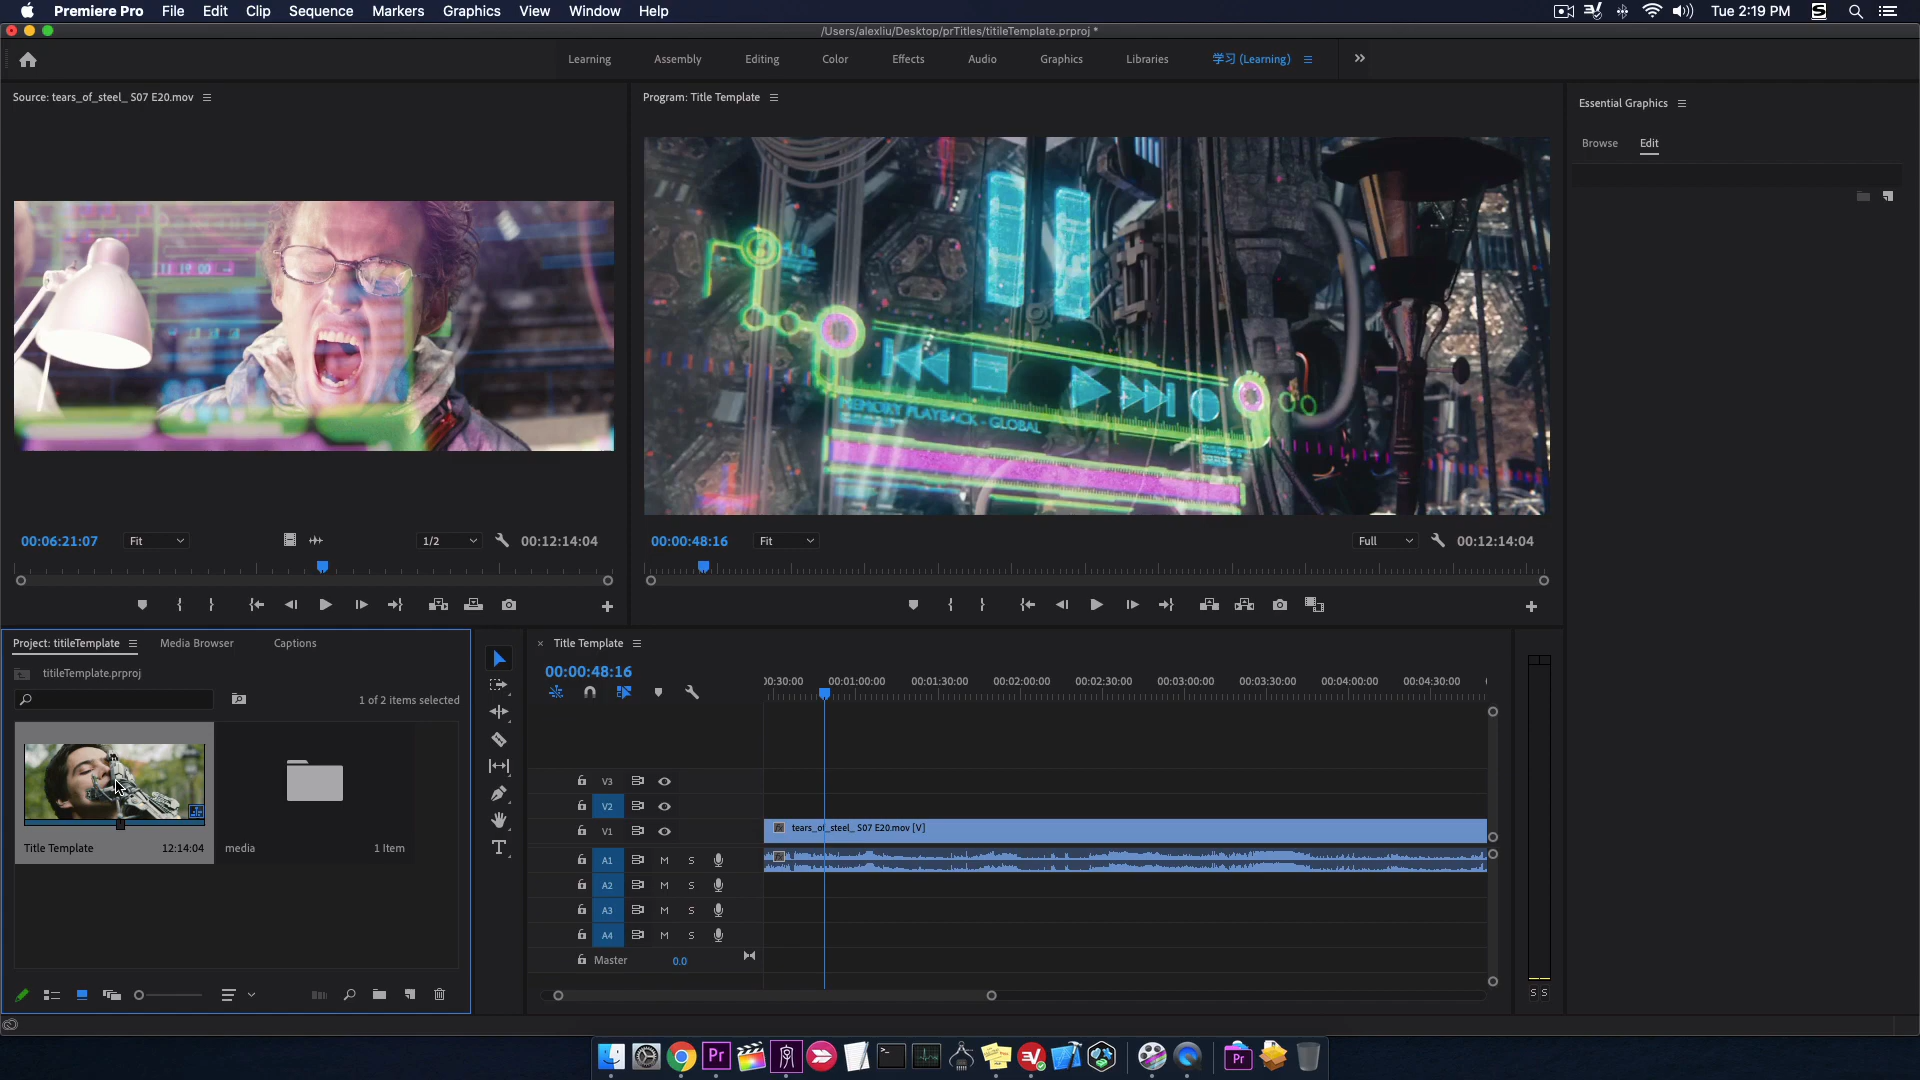 Premiere Pro File Edit Clip Sequence Markers Graphics View Window Help Tue 2:19 PM
/Users/alexliu/Desktop/prTitles/titileTemplate.prproj *
Learning Assembly Editing Color Effects Audio Graphics Libraries 学习 (Learning)
Source: tears_of_steel_ S07 E20.mov
Program: Title Template
Essential Graphics
Browse Edit
MEMORY PLAYBACK - GLOBAL
00:06:21:07 Fit 1/2 00:12:14:04
00:00:48:16 Fit Full 00:12:14:04
Project: titileTemplate Media Browser Captions
titileTemplate.prproj
1 of 2 items selected
Title Template 12:14:04
media 1 Item
Title Template
00:00:48:16
00:30:00 00:01:00:00 00:01:30:00 00:02:00:00 00:02:30:00 00:03:00:00 00:03:30:00 00:04:00:00 00:04:30:00
V3
V2
V1 tears_of_steel_ S07 E20.mov [V]
A1 M S
A2 M S
A3 M S
A4 M S
Master 0.0
S S
Pr
Pr